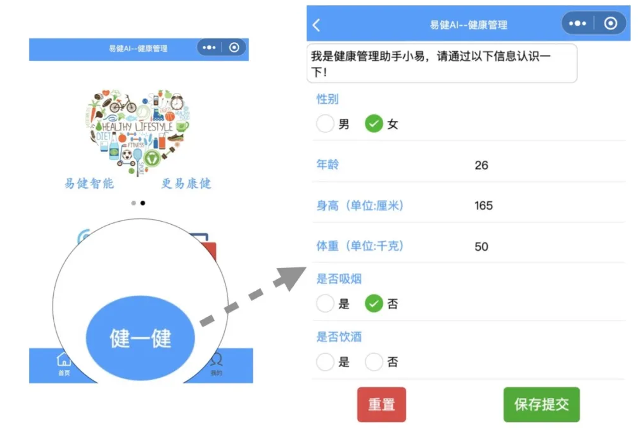 易健AI--健康管理
HEALTHY LIFESTYLE
DIET
FITNESS
易健智能
更易康健
健一健
首页
我的
易健AI--健康管理
我是健康管理助手小易，请通过以下信息认识一
下！
性别
男 女
年龄 26
身高（单位:厘米） 165
体重（单位:千克） 50
是否吸烟
是 否
是否饮酒
是 否
重置 保存提交